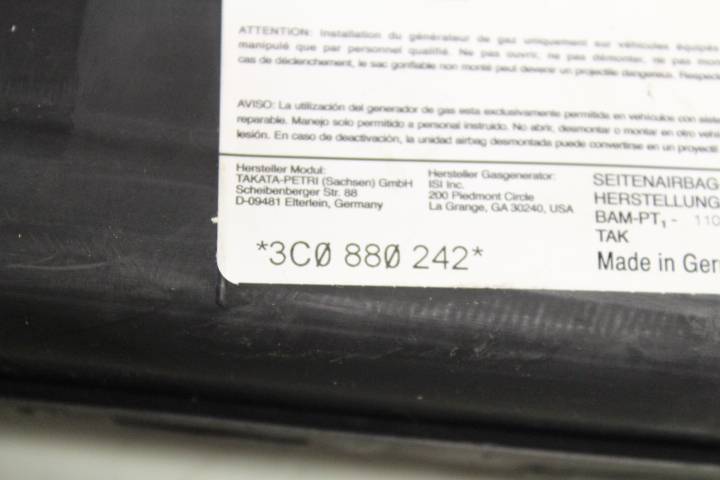 ATTENTION: Installation du générateur de gaz uniquement sur véhicules équipés
manipulé que par personnel qualifié. Ne pas ouvrir, ne pas démonter, ne pas
cas de déclenchement, le sac gonflable non monté peut devenir un projectile dangereux.
AVISO: La utilización del generador de gas esta exclusivamente permitida en vehículos con
reparable. Manejo solo permitido a personal instruido. No abrir, desmontar o montar en otro
lesión. En caso de deactivación, la unidad airbag desmontada puede convertirse en un proyectil
Hersteller Modul:
TAKATA-PETRI (Sachsen) GmbH
Scheibenberger Str. 88
D-09481 Elterlein, Germany
Hersteller Gasgenerator:
ISI Inc.
200 Piedmont Circle
La Grange, GA 30240, USA
SEITENAIRBAG
HERSTELLUNG
BAM-PT₁ - 110
TAK
Made in Ger
*3C0 880 242*